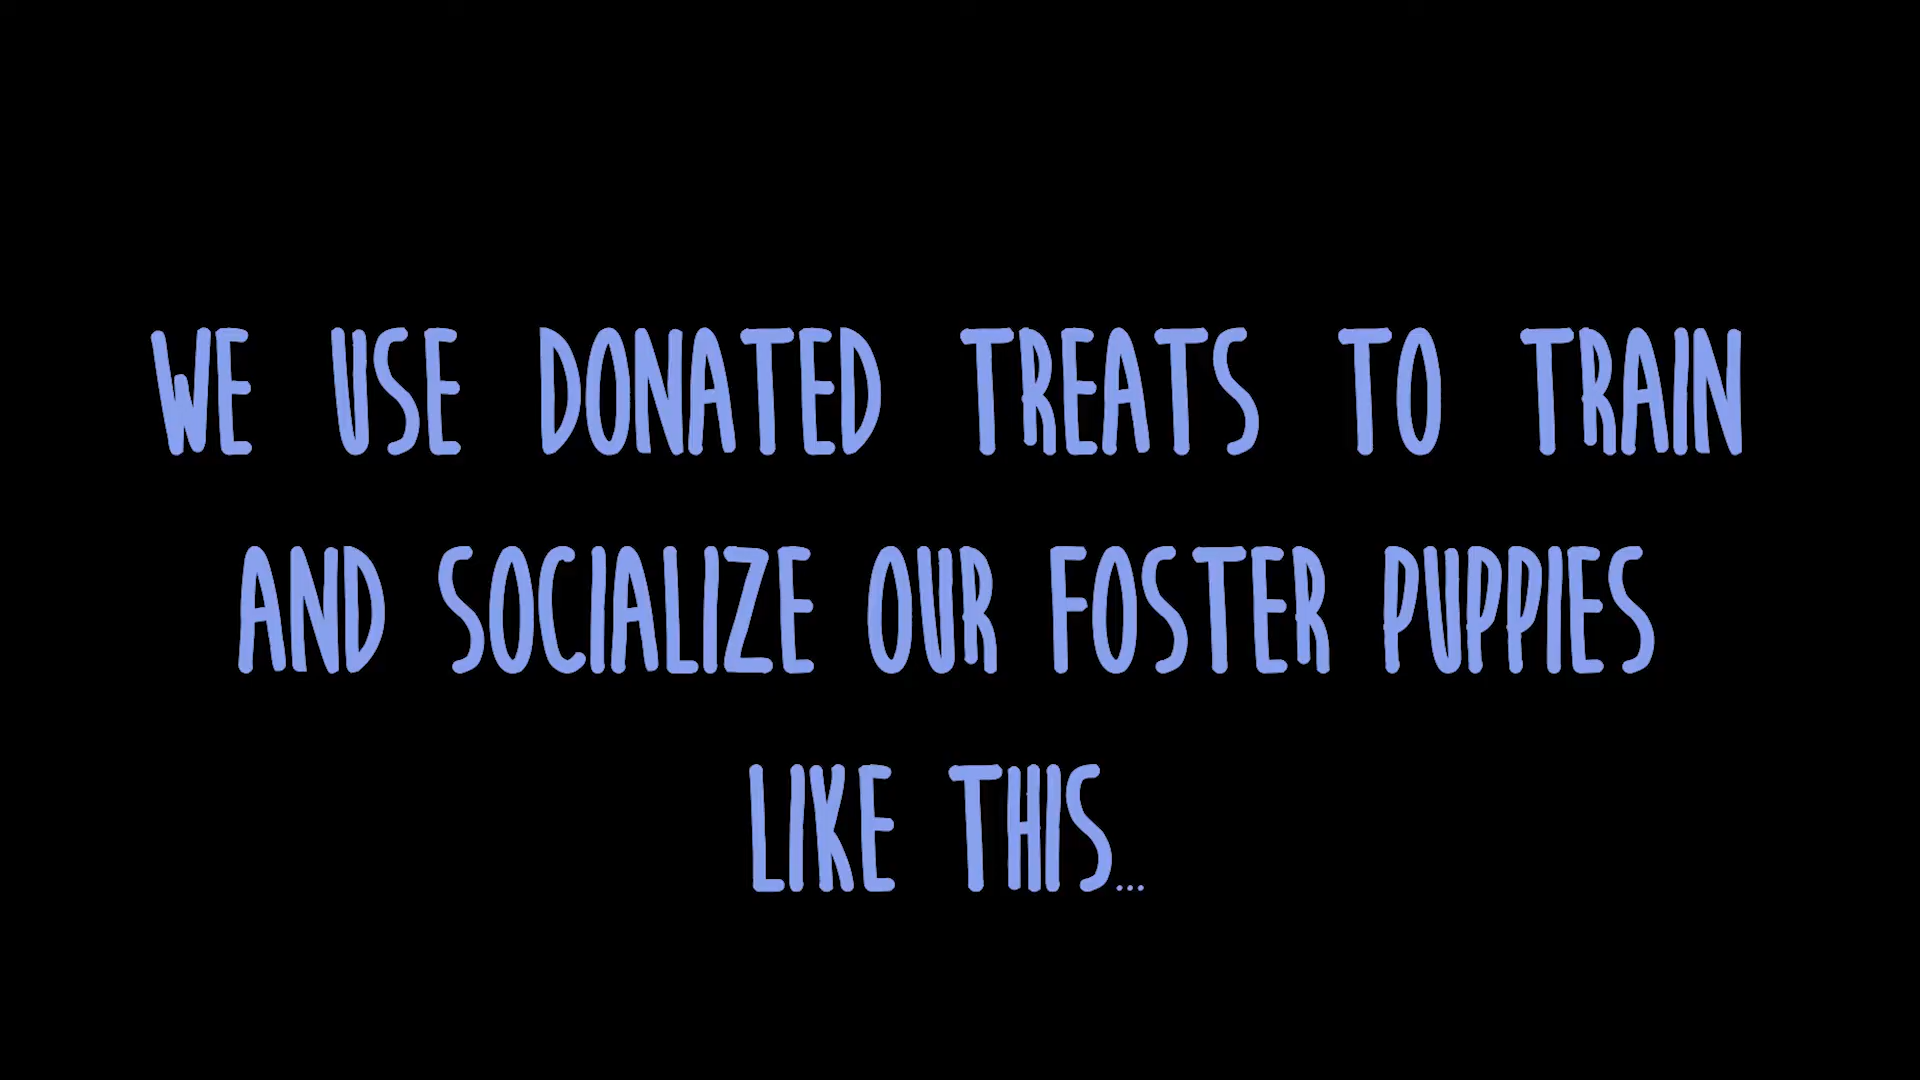 WE USE DONATED TREATS TO TRAIN
AND SOCIALIZE OUR FOSTER PUPPIES
LIKE THIS...